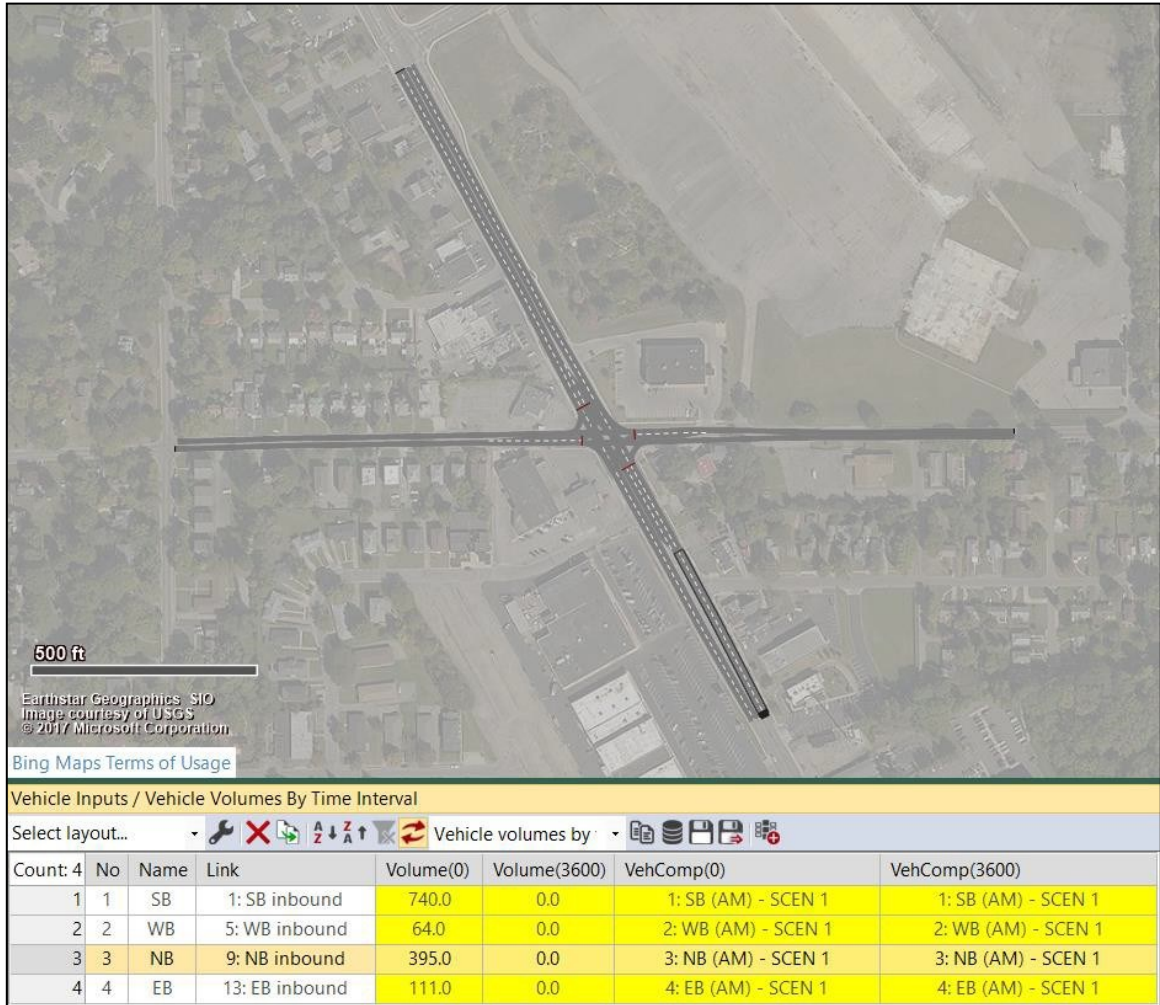 500 ft
Earthstar Geographics SIO
Image courtesy of USGS
© 2017 Microsoft Corporation
Bing Maps Terms of Usage
Vehicle Inputs / Vehicle Volumes By Time Interval
Select layout... Vehicle volumes by
Count: 4 No Name Link Volume(0) Volume(3600) VehComp(0) VehComp(3600)
1 1 SB 1: SB inbound 740.0 0.0 1: SB (AM) - SCEN 1 1: SB (AM) - SCEN 1
2 2 WB 5: WB inbound 64.0 0.0 2: WB (AM) - SCEN 1 2: WB (AM) - SCEN 1
3 3 NB 9: NB inbound 395.0 0.0 3: NB (AM) - SCEN 1 3: NB (AM) - SCEN 1
4 4 EB 13: EB inbound 111.0 0.0 4: EB (AM) - SCEN 1 4: EB (AM) - SCEN 1